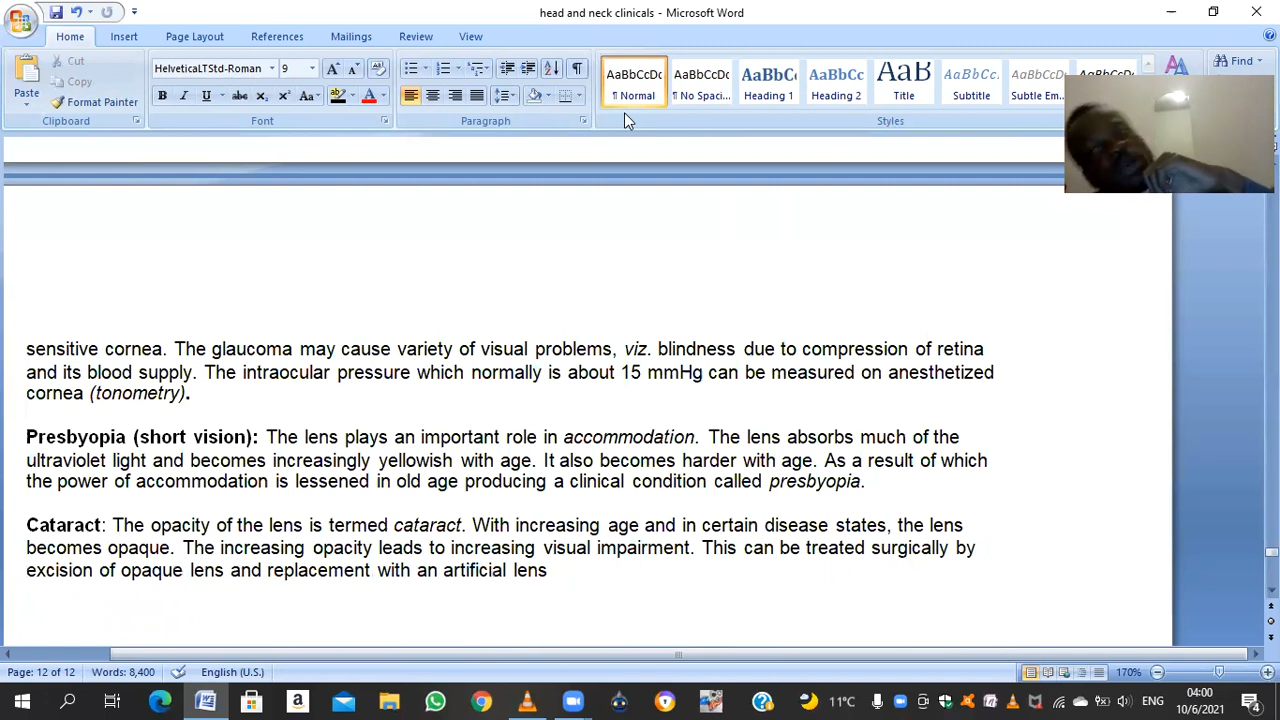 head and neck clinicals - Microsoft Word
Home Insert Page Layout References Mailings Review View
Paste
Cut
Copy
Format Painter
Clipboard
HelveticaLTStd-Roman 9
Font
Paragraph
AaBbCcDc AaBbCcDc AaBbC AaBbCc AaB AaBbCc. AaBbCcDc AaBbCcDc
¶ Normal ¶ No Spaci... Heading 1 Heading 2 Title Subtitle Subtle Em...
Styles
Find
sensitive cornea. The glaucoma may cause variety of visual problems, viz. blindness due to compression of retina
and its blood supply. The intraocular pressure which normally is about 15 mmHg can be measured on anesthetized
cornea (tonometry).
Presbyopia (short vision): The lens plays an important role in accommodation. The lens absorbs much of the
ultraviolet light and becomes increasingly yellowish with age. It also becomes harder with age. As a result of which
the power of accommodation is lessened in old age producing a clinical condition called presbyopia.
Cataract: The opacity of the lens is termed cataract. With increasing age and in certain disease states, the lens
becomes opaque. The increasing opacity leads to increasing visual impairment. This can be treated surgically by
excision of opaque lens and replacement with an artificial lens
Page: 12 of 12 Words: 8,400 English (U.S.) 170%
11°C ENG 04:00
10/6/2021